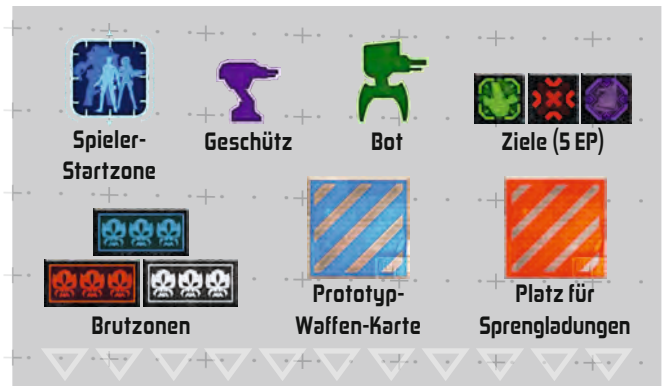 Spieler-
Startzone
Geschütz
Bot
Ziele (5 EP)
Brutzonen
Prototyp-
Waffen-Karte
Platz für
Sprengladungen